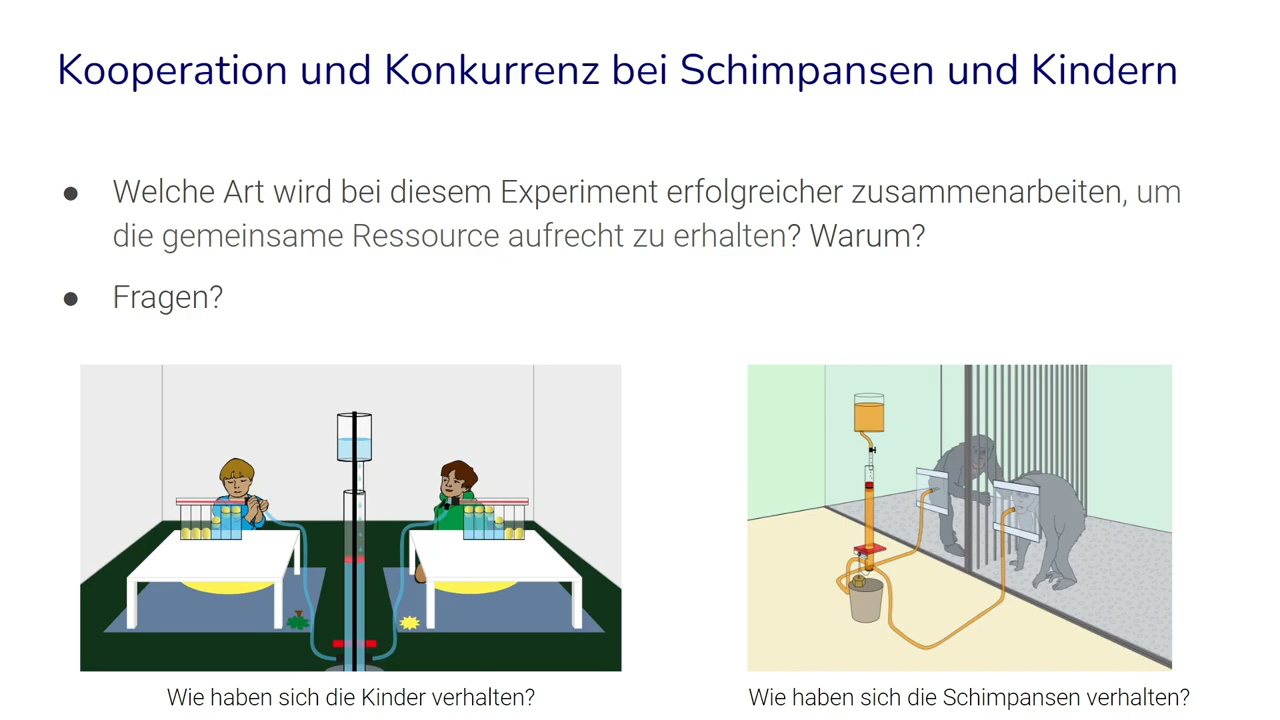 Kooperation und Konkurrenz bei Schimpansen und Kindern
● Welche Art wird bei diesem Experiment erfolgreicher zusammenarbeiten, um
die gemeinsame Ressource aufrecht zu erhalten? Warum?
● Fragen?
Wie haben sich die Kinder verhalten?
Wie haben sich die Schimpansen verhalten?